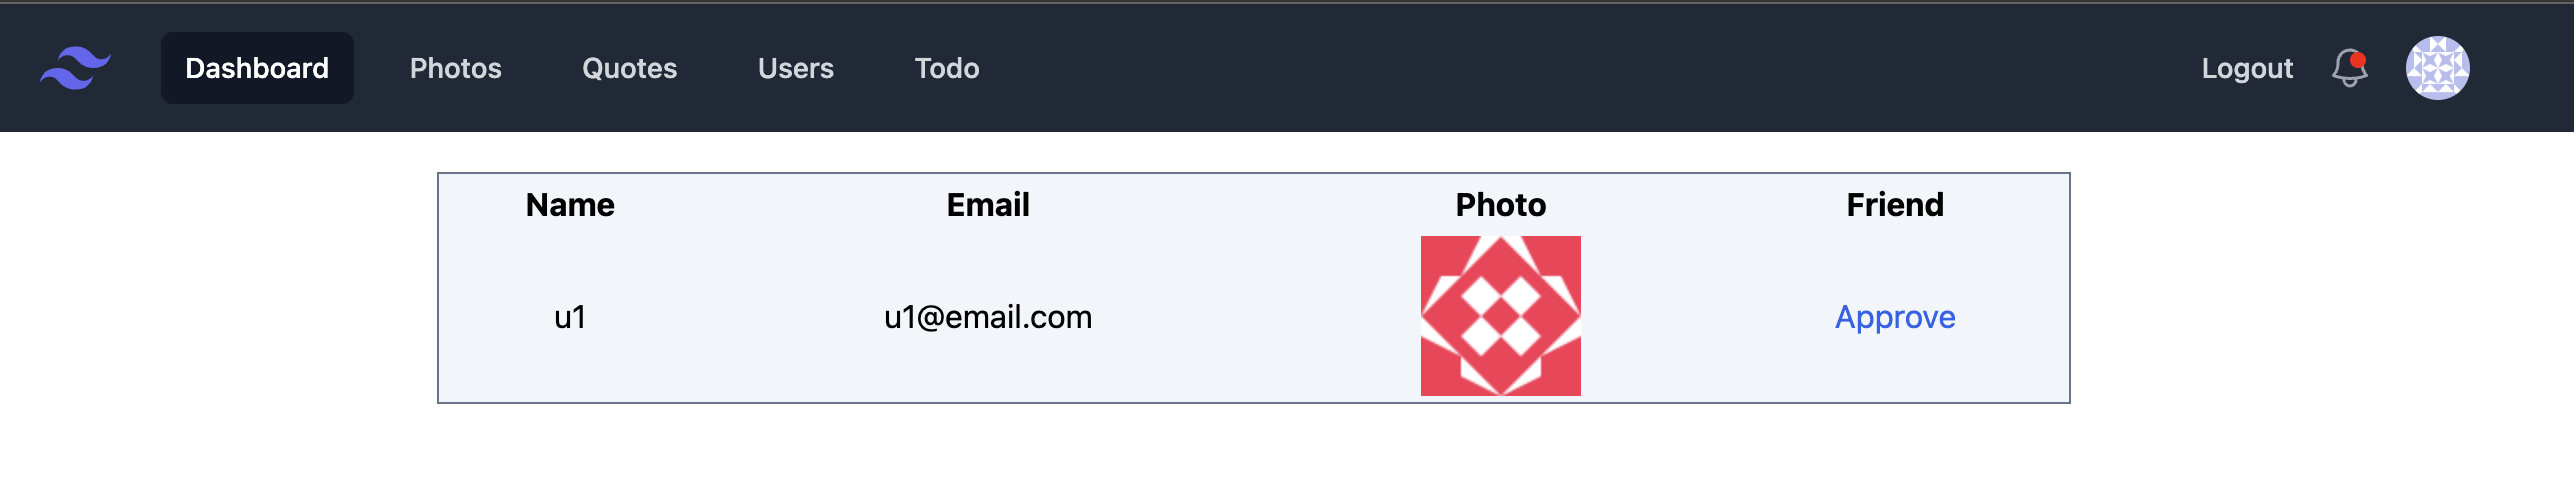 Dashboard Photos Quotes Users Todo Logout
Name Email Photo Friend
u1 u1@email.com Approve